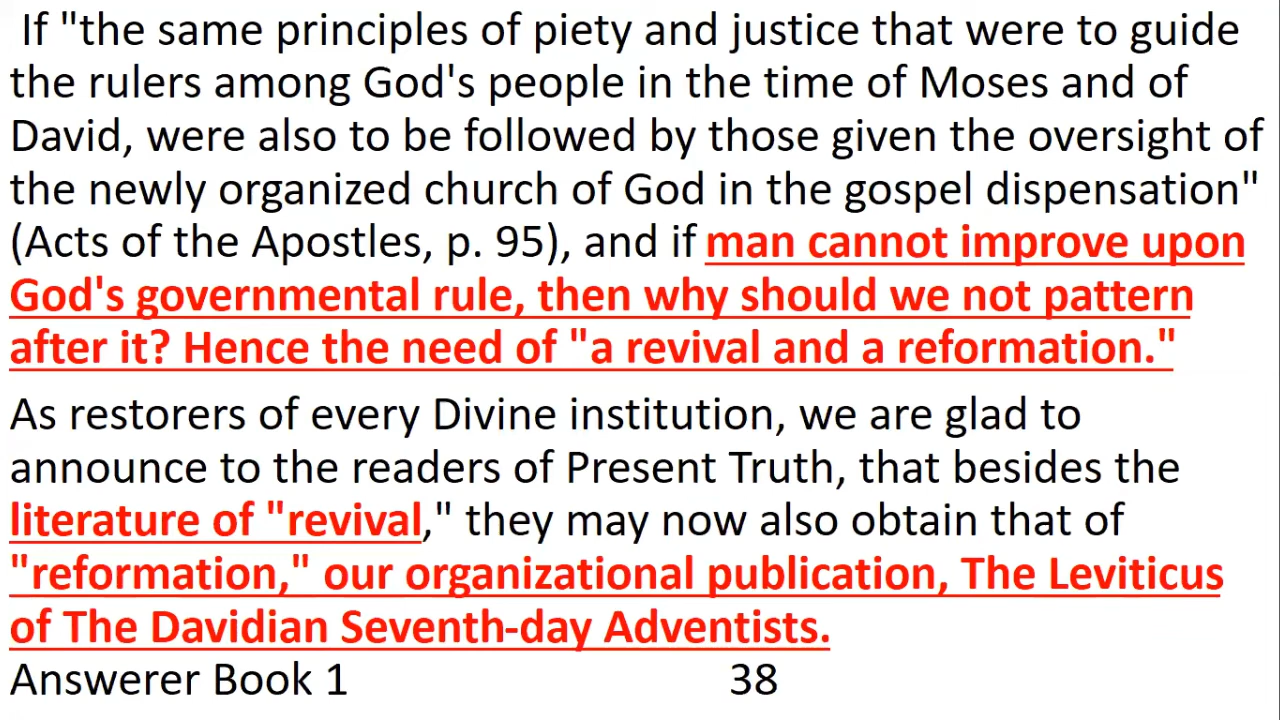 If "the same principles of piety and justice that were to guide
the rulers among God's people in the time of Moses and of
David, were also to be followed by those given the oversight of
the newly organized church of God in the gospel dispensation"
(Acts of the Apostles, p. 95), and if man cannot improve upon
God's governmental rule, then why should we not pattern
after it? Hence the need of "a revival and a reformation."
As restorers of every Divine institution, we are glad to
announce to the readers of Present Truth, that besides the
literature of "revival," they may now also obtain that of
"reformation," our organizational publication, The Leviticus
of The Davidian Seventh-day Adventists.
Answerer Book 1 38